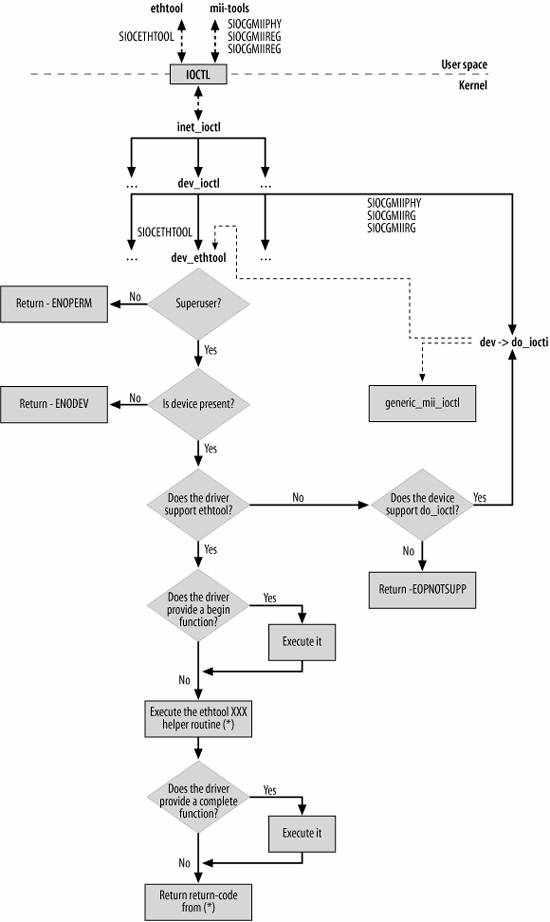 ethtool
mii-tools
SIOCETHTOOL
SIOCGMIIPHY
SIOCGMIIREG
SIOCGMIIREG
IOCTL
User space
Kernel
inet_ioctl
...
dev_ioctl
...
SIOCGMIIPHY
SIOCGMIIRG
SIOCGMIIRG
SIOCETHTOOL
...
dev_ethtool
...
Superuser?
No
Return - ENOPERM
Yes
dev -> do_iocti
generic_mii_ioctl
Is device present?
No
Return - ENODEV
Yes
Does the driver
support ethtool?
No
Does the device
support do_ioctl?
Yes
No
Return -EOPNOTSUPP
Yes
Does the driver
provide a begin
function?
Yes
Execute it
No
Execute the ethtool XXX
helper routine (*)
Does the driver
provide a complete
function?
Yes
Execute it
No
Return return-code
from (*)